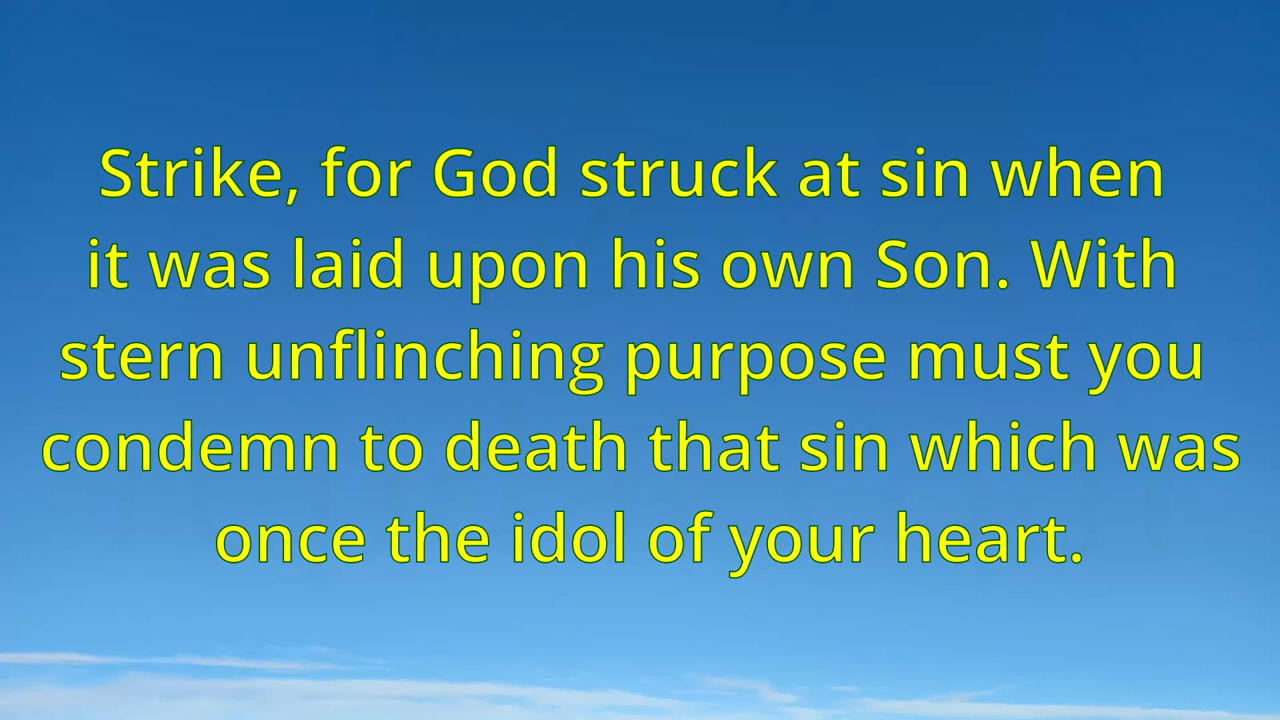 Strike, for God struck at sin when
it was laid upon his own Son. With
stern unflinching purpose must you
condemn to death that sin which was
once the idol of your heart.